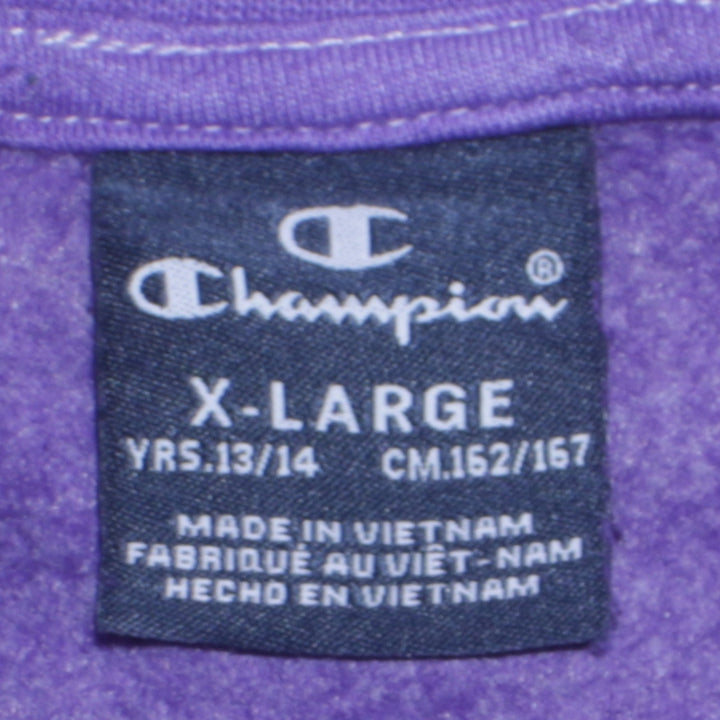 Champion®
X-LARGE
YRS.13/14 CM.162/167
MADE IN VIETNAM
FABRIQUÉ AU VIÊT-NAM
HECHO EN VIETNAM